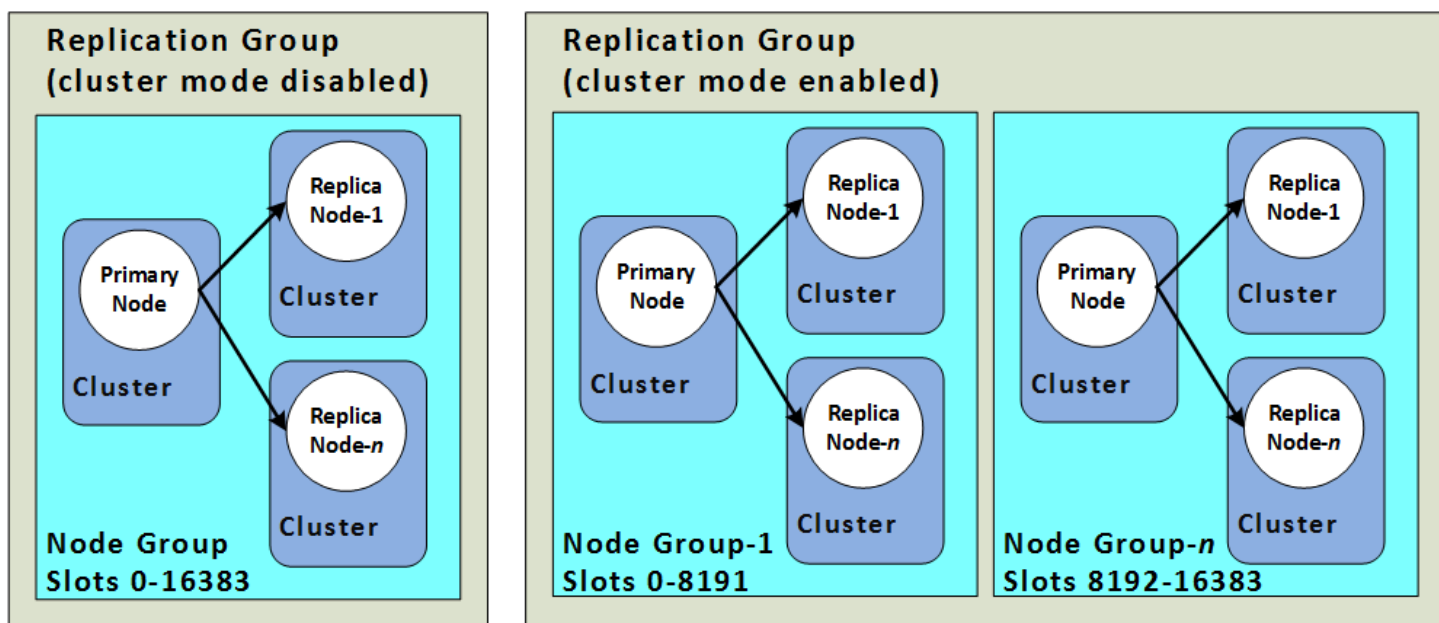 Replication Group
(cluster mode disabled)
Replica
Node-1
Cluster
Primary
Node
Cluster
Replica
Node-n
Cluster
Node Group
Slots 0-16383
Replication Group
(cluster mode enabled)
Replica
Node-1
Cluster
Primary
Node
Cluster
Replica
Node-n
Cluster
Node Group-1
Slots 0-8191
Replica
Node-1
Cluster
Primary
Node
Cluster
Replica
Node-n
Cluster
Node Group-n
Slots 8192-16383